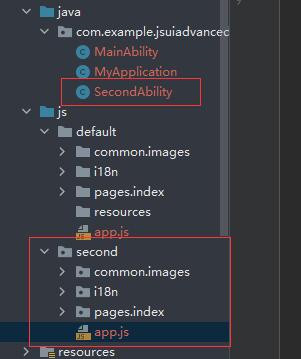 java
com.example.jsuiadvanced
MainAbility
MyApplication
SecondAbility
js
default
common.images
i18n
pages.index
resources
app.js
second
common.images
i18n
pages.index
app.js
resources